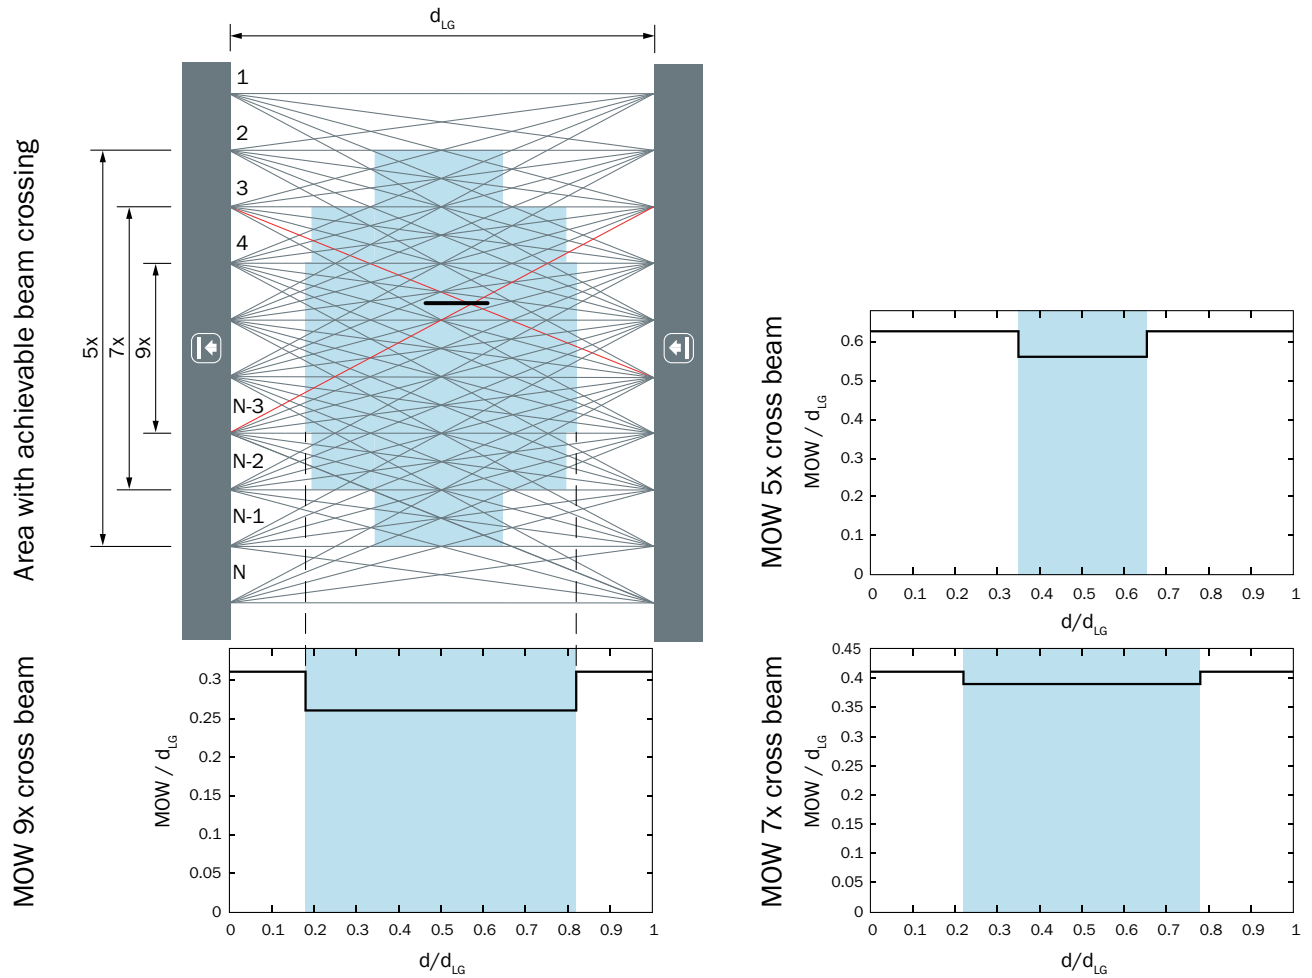 d_LG
Area with achievable beam crossing
5x
7x
9x
1
2
3
4
N-3
N-2
N-1
N
MOW 5x cross beam
MOW / d_LG
0.6
0.5
0.4
0.3
0.2
0.1
0
0 0.1 0.2 0.3 0.4 0.5 0.6 0.7 0.8 0.9 1
d/d_LG
MOW 9x cross beam
MOW / d_LG
0.3
0.25
0.2
0.15
0.1
0.05
0
0 0.1 0.2 0.3 0.4 0.5 0.6 0.7 0.8 0.9 1
d/d_LG
MOW 7x cross beam
MOW / d_LG
0.45
0.4
0.35
0.3
0.25
0.2
0.15
0.1
0.05
0
0 0.1 0.2 0.3 0.4 0.5 0.6 0.7 0.8 0.9 1
d/d_LG